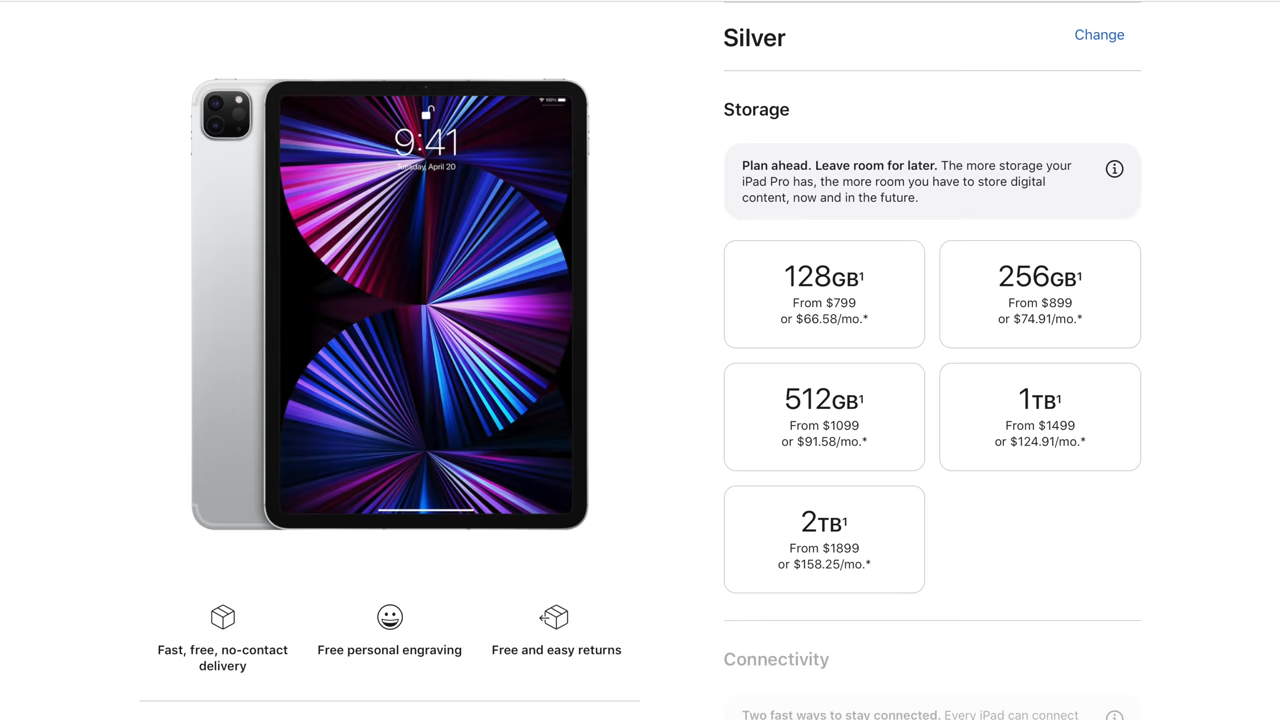 Silver
Change
Storage
Plan ahead. Leave room for later. The more storage your
iPad Pro has, the more room you have to store digital
content, now and in the future.
128GB¹
From $799
or $66.58/mo.*
256GB¹
From $899
or $74.91/mo.*
512GB¹
From $1099
or $91.58/mo.*
1TB¹
From $1499
or $124.91/mo.*
2TB¹
From $1899
or $158.25/mo.*
Connectivity
Two fast ways to stay connected. Every iPad can connect
100%
9:41
Tuesday, April 20
Fast, free, no-contact
delivery
Free personal engraving
Free and easy returns